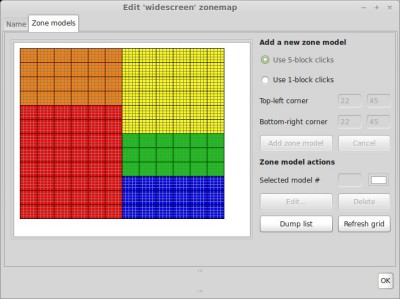 Edit 'widescreen' zonemap
Name Zone models
Add a new zone model
Use 5-block clicks
Use 1-block clicks
Top-left corner 22 45
Bottom-right corner 22 45
Add zone model Cancel
Zone model actions
Selected model #
Edit... Delete
Dump list Refresh grid
OK